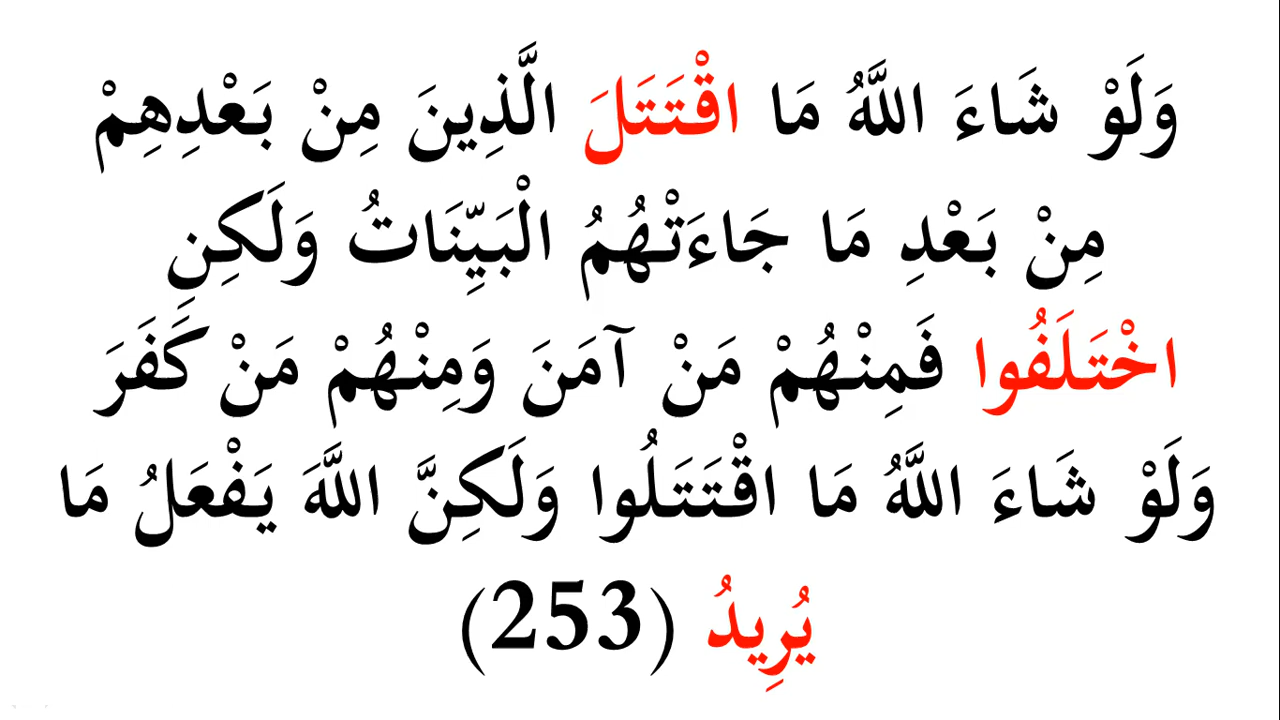 وَلَوْ شَاءَ اللَّهُ مَا اقْتَتَلَ الَّذِينَ مِنْ بَعْدِهِمْ
مِنْ بَعْدِ مَا جَاءَتْهُمُ الْبَيِّنَاتُ وَلَكِنِ
اخْتَلَفُوا فَمِنْهُمْ مَنْ آمَنَ وَمِنْهُمْ مَنْ كَفَرَ
وَلَوْ شَاءَ اللَّهُ مَا اقْتَتَلُوا وَلَكِنَّ اللَّهَ يَفْعَلُ مَا
يُرِيدُ (253)